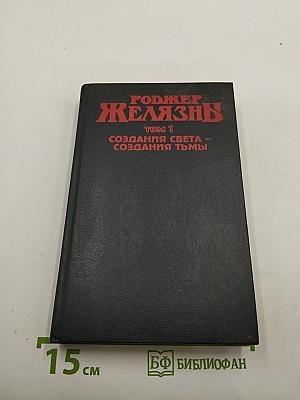 РОДЖЕР
ЖЕЛЯЗНЫ
ТОМ 1
СОЗДАНИЯ СВЕТА –
СОЗДАНИЯ ТЬМЫ
15 см
БФ БИБЛИОФАН